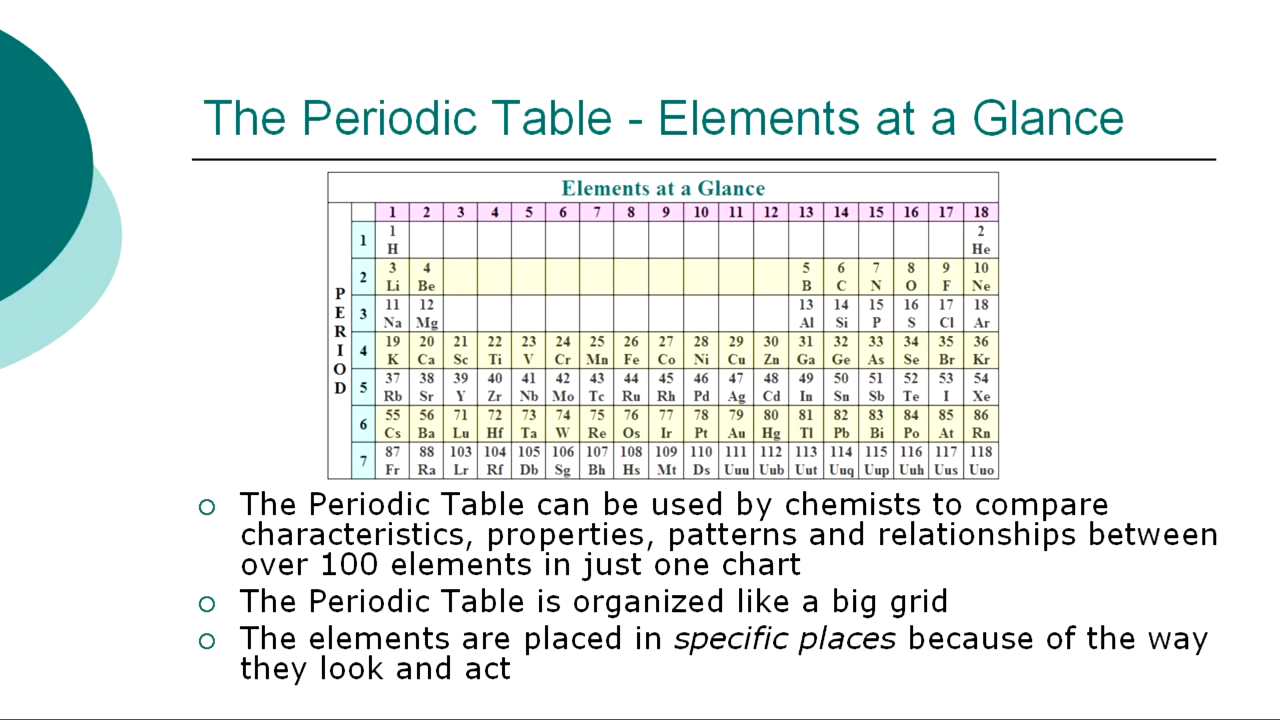 The Periodic Table - Elements at a Glance
Elements at a Glance
1 2 3 4 5 6 7 8 9 10 11 12 13 14 15 16 17 18
PERIOD
1 1 2
H He
2 3 4 5 6 7 8 9 10
Li Be B C N O F Ne
3 11 12 13 14 15 16 17 18
Na Mg Al Si P S Cl Ar
4 19 20 21 22 23 24 25 26 27 28 29 30 31 32 33 34 35 36
K Ca Sc Ti V Cr Mn Fe Co Ni Cu Zn Ga Ge As Se Br Kr
5 37 38 39 40 41 42 43 44 45 46 47 48 49 50 51 52 53 54
Rb Sr Y Zr Nb Mo Tc Ru Rh Pd Ag Cd In Sn Sb Te I Xe
6 55 56 71 72 73 74 75 76 77 78 79 80 81 82 83 84 85 86
Cs Ba Lu Hf Ta W Re Os Ir Pt Au Hg Tl Pb Bi Po At Rn
7 87 88 103 104 105 106 107 108 109 110 111 112 113 114 115 116 117 118
Fr Ra Lr Rf Db Sg Bh Hs Mt Ds Uuu Uub Uut Uuq Uup Uuh Uus Uuo
The Periodic Table can be used by chemists to compare
characteristics, properties, patterns and relationships between
over 100 elements in just one chart
The Periodic Table is organized like a big grid
The elements are placed in specific places because of the way
they look and act